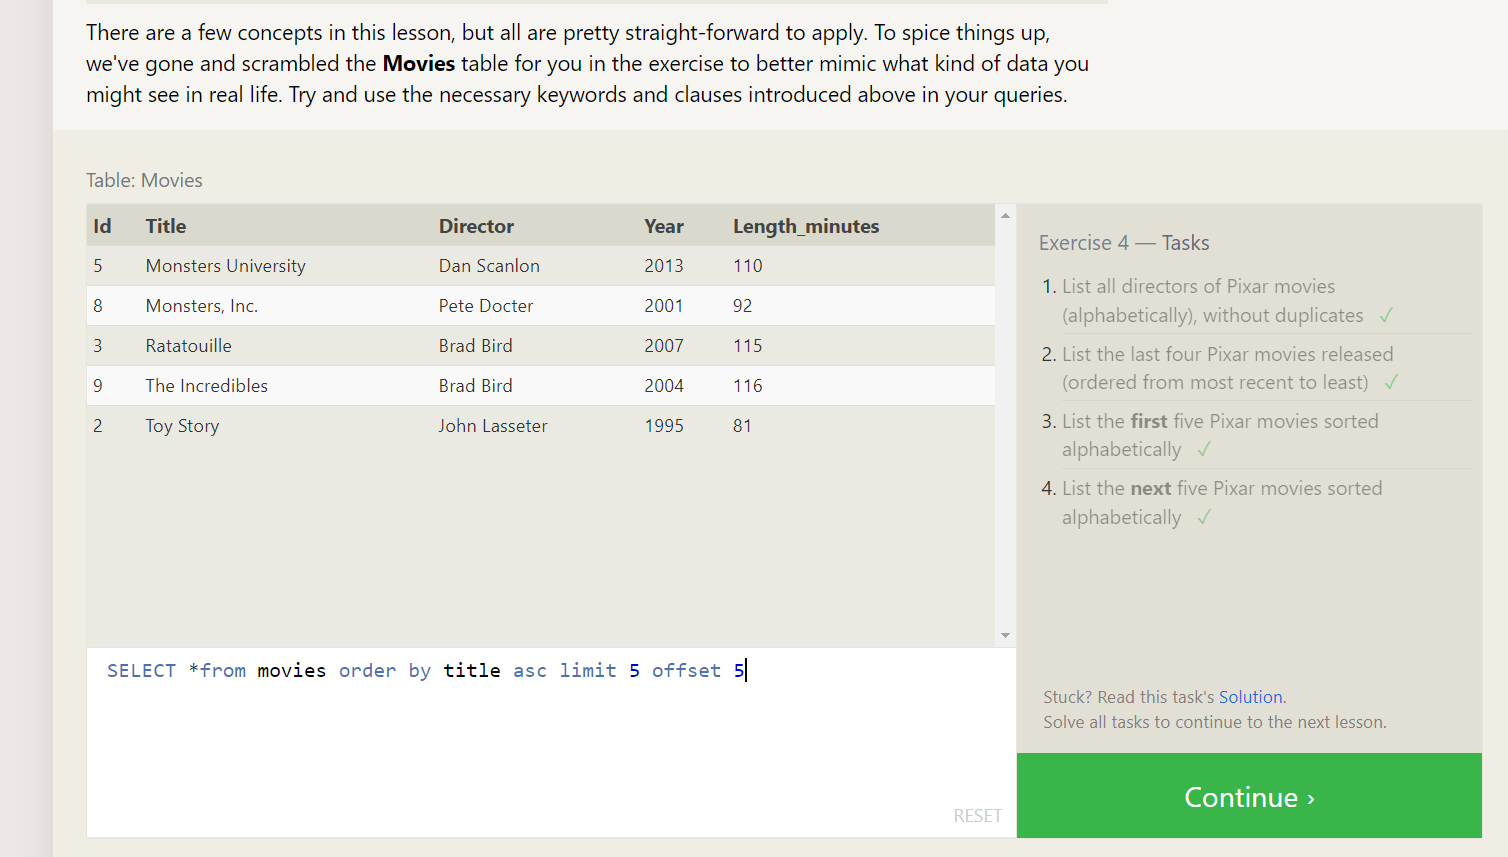 There are a few concepts in this lesson, but all are pretty straight-forward to apply. To spice things up,
we've gone and scrambled the Movies table for you in the exercise to better mimic what kind of data you
might see in real life. Try and use the necessary keywords and clauses introduced above in your queries.
Table: Movies
Id Title Director Year Length_minutes
5 Monsters University Dan Scanlon 2013 110
8 Monsters, Inc. Pete Docter 2001 92
3 Ratatouille Brad Bird 2007 115
9 The Incredibles Brad Bird 2004 116
2 Toy Story John Lasseter 1995 81
SELECT *from movies order by title asc limit 5 offset 5
RESET
Exercise 4 — Tasks
1. List all directors of Pixar movies
(alphabetically), without duplicates ✓
2. List the last four Pixar movies released
(ordered from most recent to least) ✓
3. List the first five Pixar movies sorted
alphabetically ✓
4. List the next five Pixar movies sorted
alphabetically ✓
Stuck? Read this task's Solution.
Solve all tasks to continue to the next lesson.
Continue ›